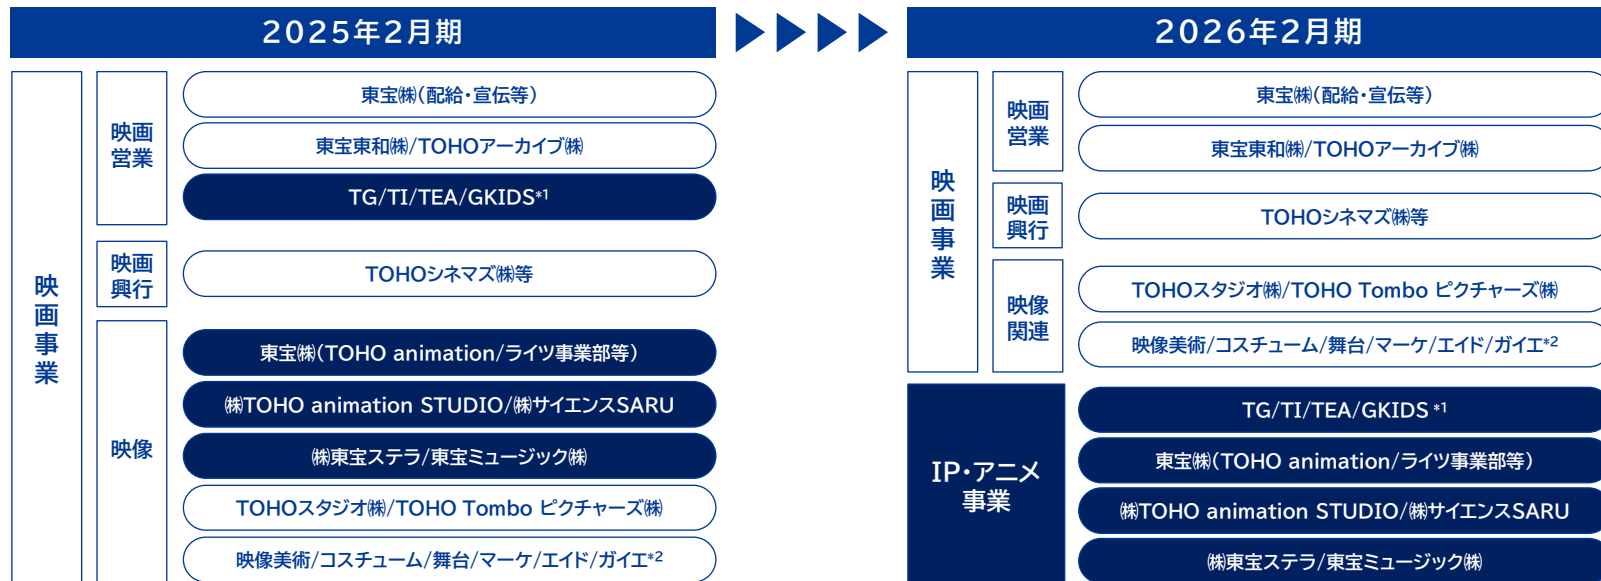 2025年2月期
映画事業
映画
営業
東宝㈱(配給・宣伝等)
東宝東和㈱/TOHOアーカイブ㈱
TG/TI/TEA/GKIDS*1
映画
興行
TOHOシネマズ㈱等
映像
東宝㈱(TOHO animation/ライツ事業部等)
㈱TOHO animation STUDIO/㈱サイエンスSARU
㈱東宝ステラ/東宝ミュージック㈱
TOHOスタジオ㈱/TOHO Tombo ピクチャーズ㈱
映像美術/コスチューム/舞台/マーケ/エイド/ガイエ*2
2026年2月期
映画事業
映画
営業
東宝㈱(配給・宣伝等)
東宝東和㈱/TOHOアーカイブ㈱
映画
興行
TOHOシネマズ㈱等
映像
関連
TOHOスタジオ㈱/TOHO Tombo ピクチャーズ㈱
映像美術/コスチューム/舞台/マーケ/エイド/ガイエ*2
IP・アニメ
事業
TG/TI/TEA/GKIDS *1
東宝㈱(TOHO animation/ライツ事業部等)
㈱TOHO animation STUDIO/㈱サイエンスSARU
㈱東宝ステラ/東宝ミュージック㈱